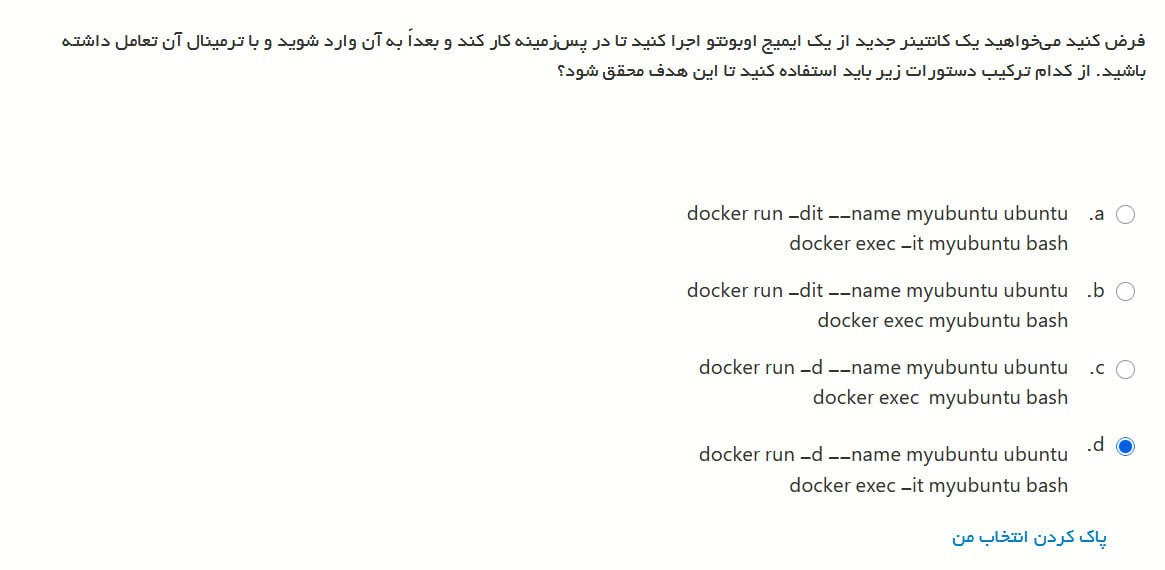 فرض کنید می‌خواهید یک کانتینر جدید از یک ایمیج اوبونتو اجرا کنید تا در پس‌زمینه کار کند و بعداً به آن وارد شوید و با ترمینال آن تعامل داشته
باشید. از کدام ترکیب دستورات زیر باید استفاده کنید تا این هدف محقق شود؟
a. docker run –dit ––name myubuntu ubuntu
docker exec –it myubuntu bash
b. docker run –dit ––name myubuntu ubuntu
docker exec myubuntu bash
c. docker run –d ––name myubuntu ubuntu
docker exec  myubuntu bash
d. docker run –d ––name myubuntu ubuntu
docker exec –it myubuntu bash
پاک کردن انتخاب من